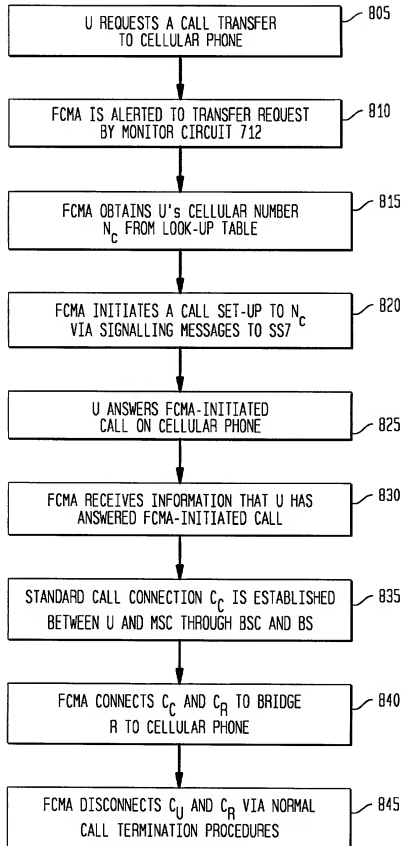 U REQUESTS A CALL TRANSFER
TO CELLULAR PHONE
805
FCMA IS ALERTED TO TRANSFER REQUEST
BY MONITOR CIRCUIT 712
810
FCMA OBTAINS U's CELLULAR NUMBER
N_C FROM LOOK-UP TABLE
815
FCMA INITIATES A CALL SET-UP TO N_C
VIA SIGNALLING MESSAGES TO SS7
820
U ANSWERS FCMA-INITIATED
CALL ON CELLULAR PHONE
825
FCMA RECEIVES INFORMATION THAT U HAS
ANSWERED FCMA-INITIATED CALL
830
STANDARD CALL CONNECTION C_C IS ESTABLISHED
BETWEEN U AND MSC THROUGH BSC AND BS
835
FCMA CONNECTS C_C AND C_R TO BRIDGE
R TO CELLULAR PHONE
840
FCMA DISCONNECTS C_U AND C_R VIA NORMAL
CALL TERMINATION PROCEDURES
845